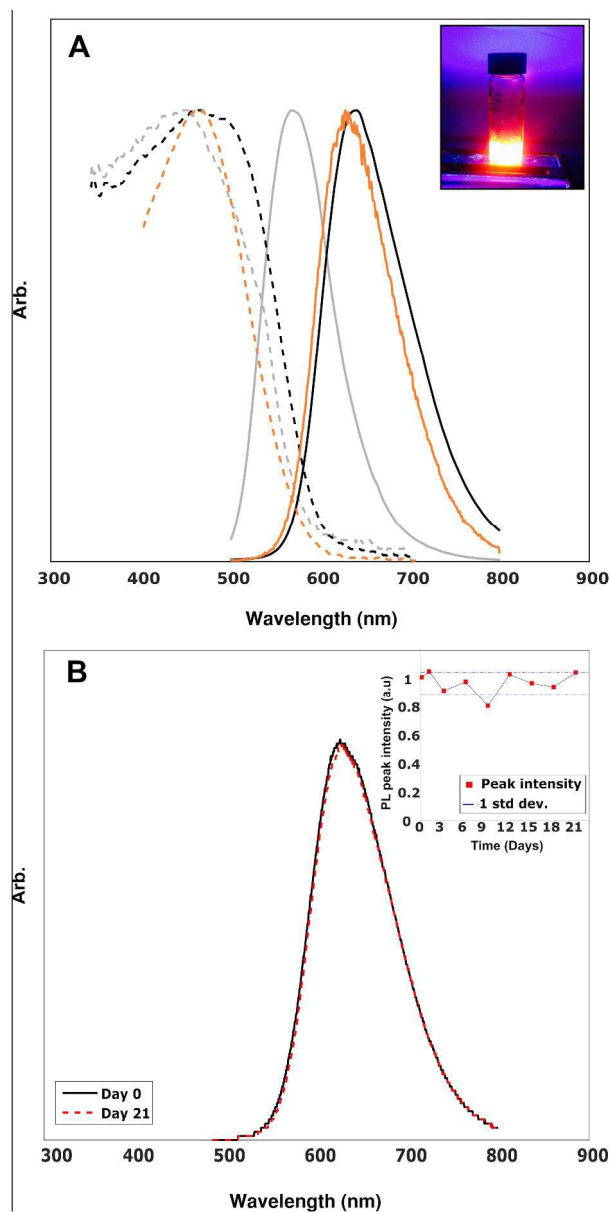 A
Arb.
300 400 500 600 700 800 900
Wavelength (nm)
B
PL peak intensity (a.u)
1
0.8
0.6
0.4
0.2
0
Peak intensity
1 std dev.
0 3 6 9 12 15 18 21
Time (Days)
Arb.
Day 0
Day 21
300 400 500 600 700 800 900
Wavelength (nm)